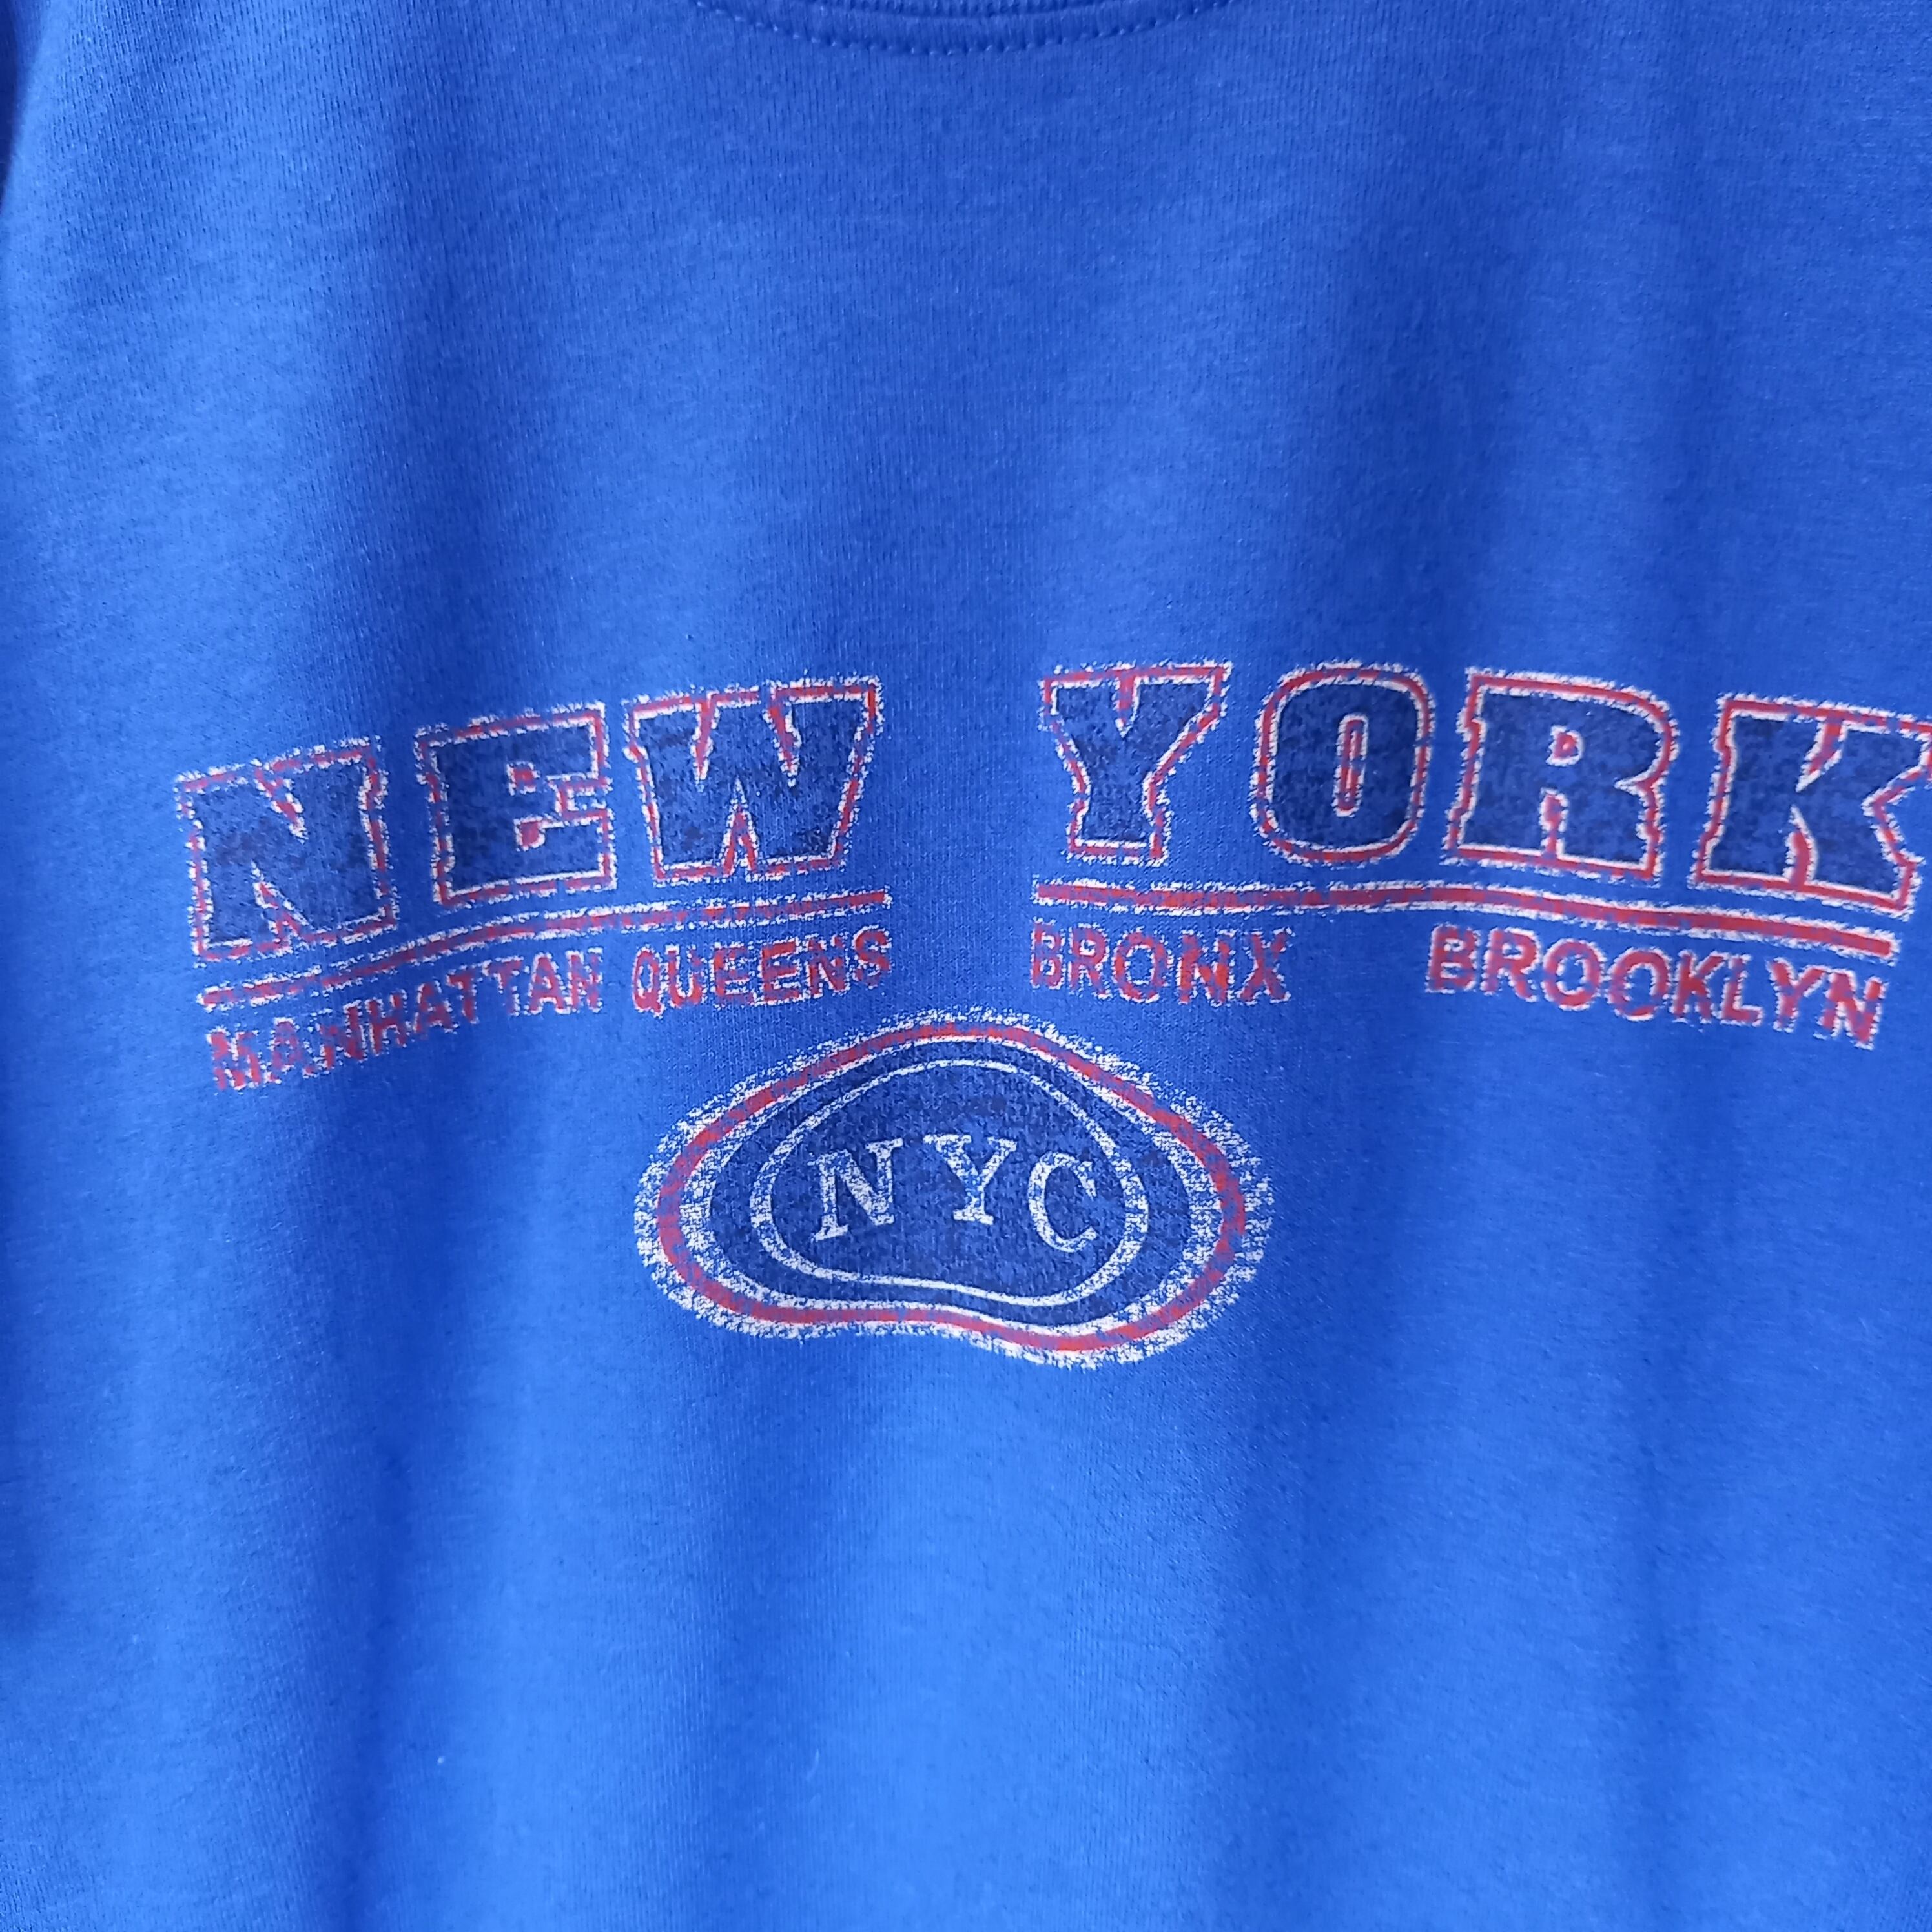 NEW YORK
MANHATTAN QUEENS BRONX BROOKLYN
NYC